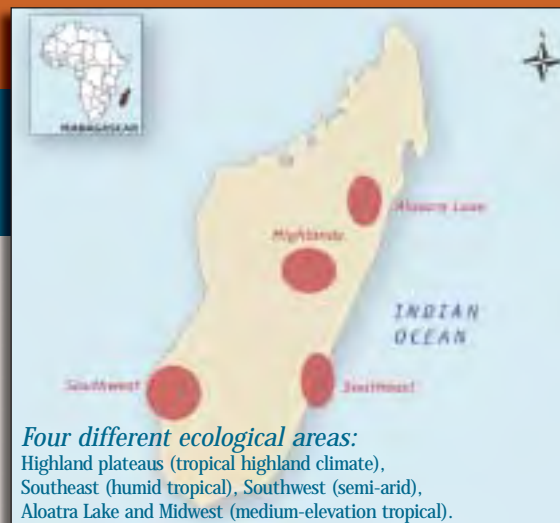 MADAGASCAR
Aloatra Lake
Highlands
INDIAN
OCEAN
Southwest
Southeast
Four different ecological areas:
Highland plateaus (tropical highland climate),
Southeast (humid tropical), Southwest (semi-arid),
Aloatra Lake and Midwest (medium-elevation tropical).